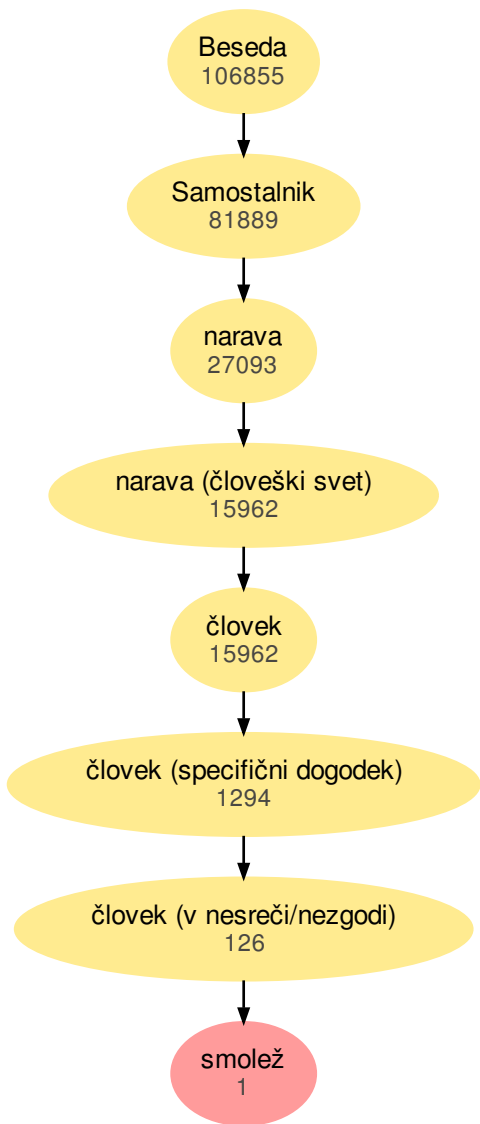 Beseda
106855
Samostalnik
81889
narava
27093
narava (človeški svet)
15962
človek
15962
človek (specifični dogodek)
1294
človek (v nesreči/nezgodi)
126
smolež
1